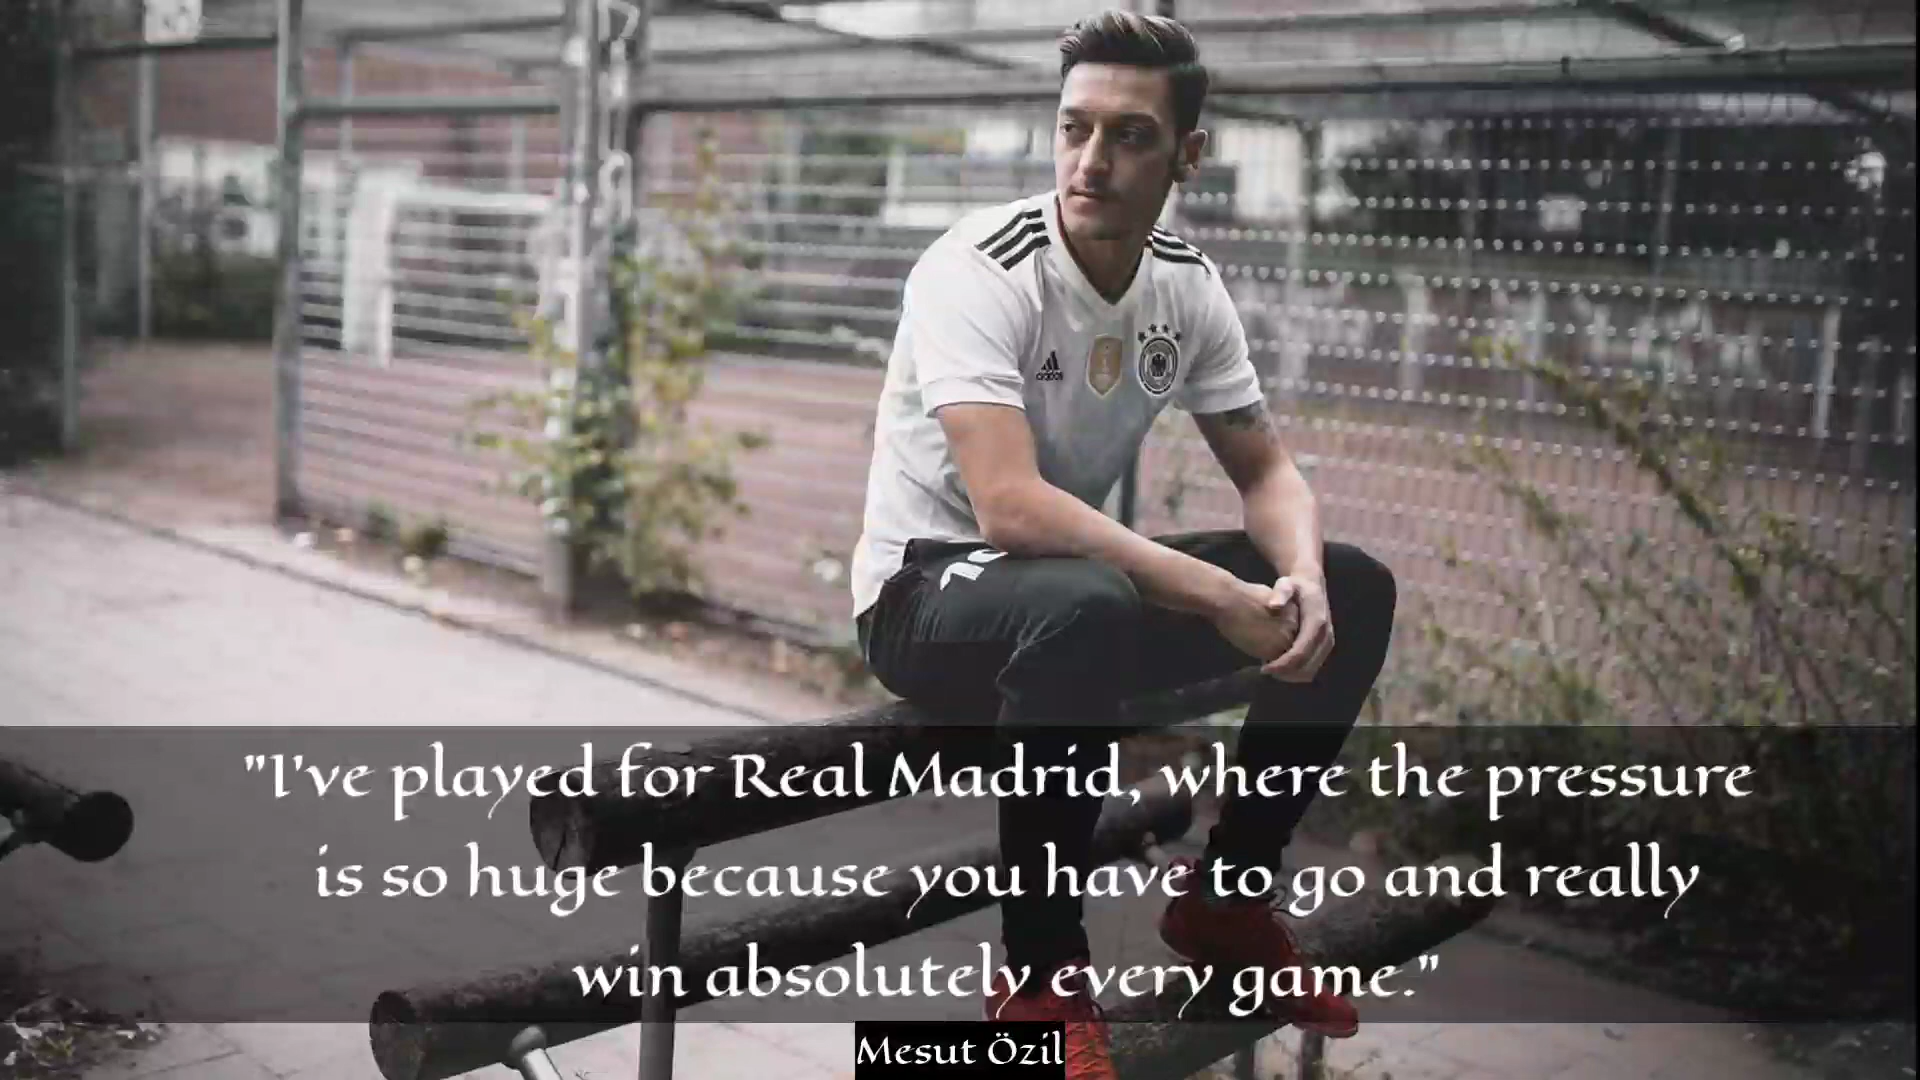 adidas
"I've played for Real Madrid, where the pressure
is so huge because you have to go and really
win absolutely every game."
Mesut Özil